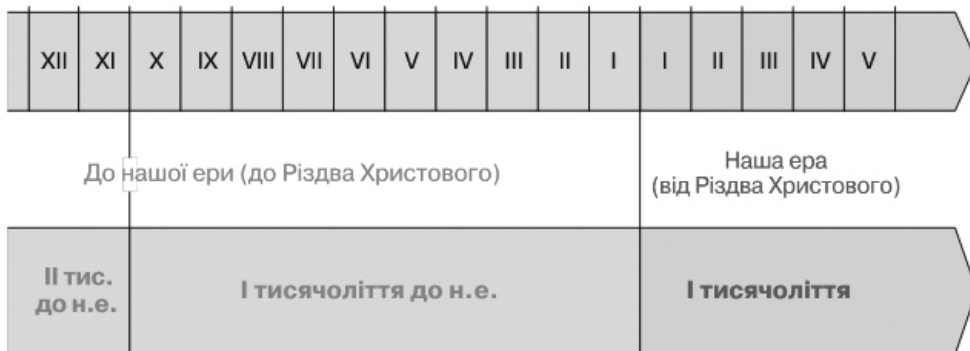 XII XI X IX VIII VII VI V IV III II I I II III IV V
До нашої ери (до Різдва Христового)
Наша ера
(від Різдва Христового)
II тис.
до н.е.
I тисячоліття до н.е.
I тисячоліття